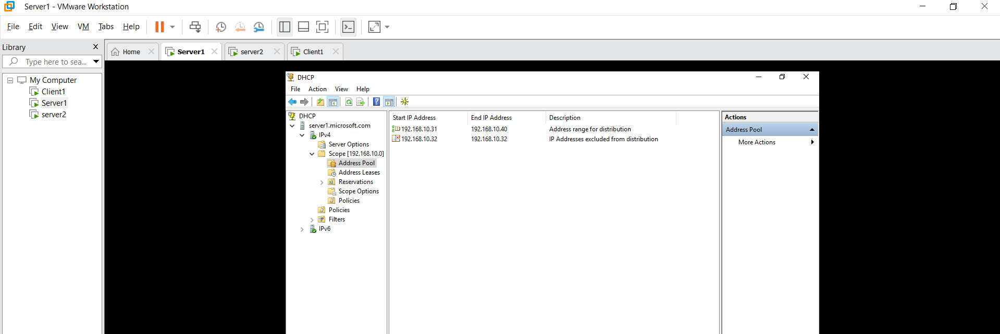 Server1 - VMware Workstation
File Edit View VM Tabs Help
Library
Type here to sea...
My Computer
Client1
Server1
server2
Home
Server1
server2
Client1
DHCP
File Action View Help
DHCP
server1.microsoft.com
IPv4
Server Options
Scope [192.168.10.0]
Address Pool
Address Leases
Reservations
Scope Options
Policies
Policies
Filters
IPv6
Start IP Address End IP Address Description
192.168.10.31 192.168.10.40 Address range for distribution
192.168.10.32 192.168.10.32 IP Addresses excluded from distribution
Actions
Address Pool
More Actions